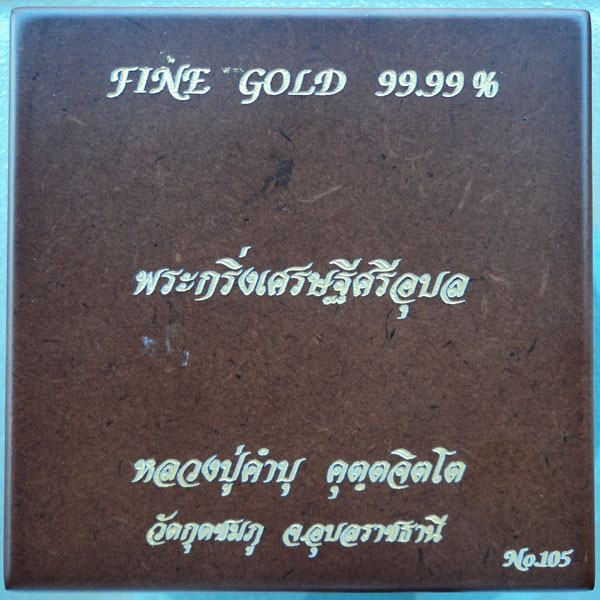 FINE GOLD 99.99 %
พระกริ่งเศรษฐีศรีอุบล
หลวงปู่คำบุ คุตฺตจิตโต
วัดกุดชมภู จ.อุบลราชธานี
No.105